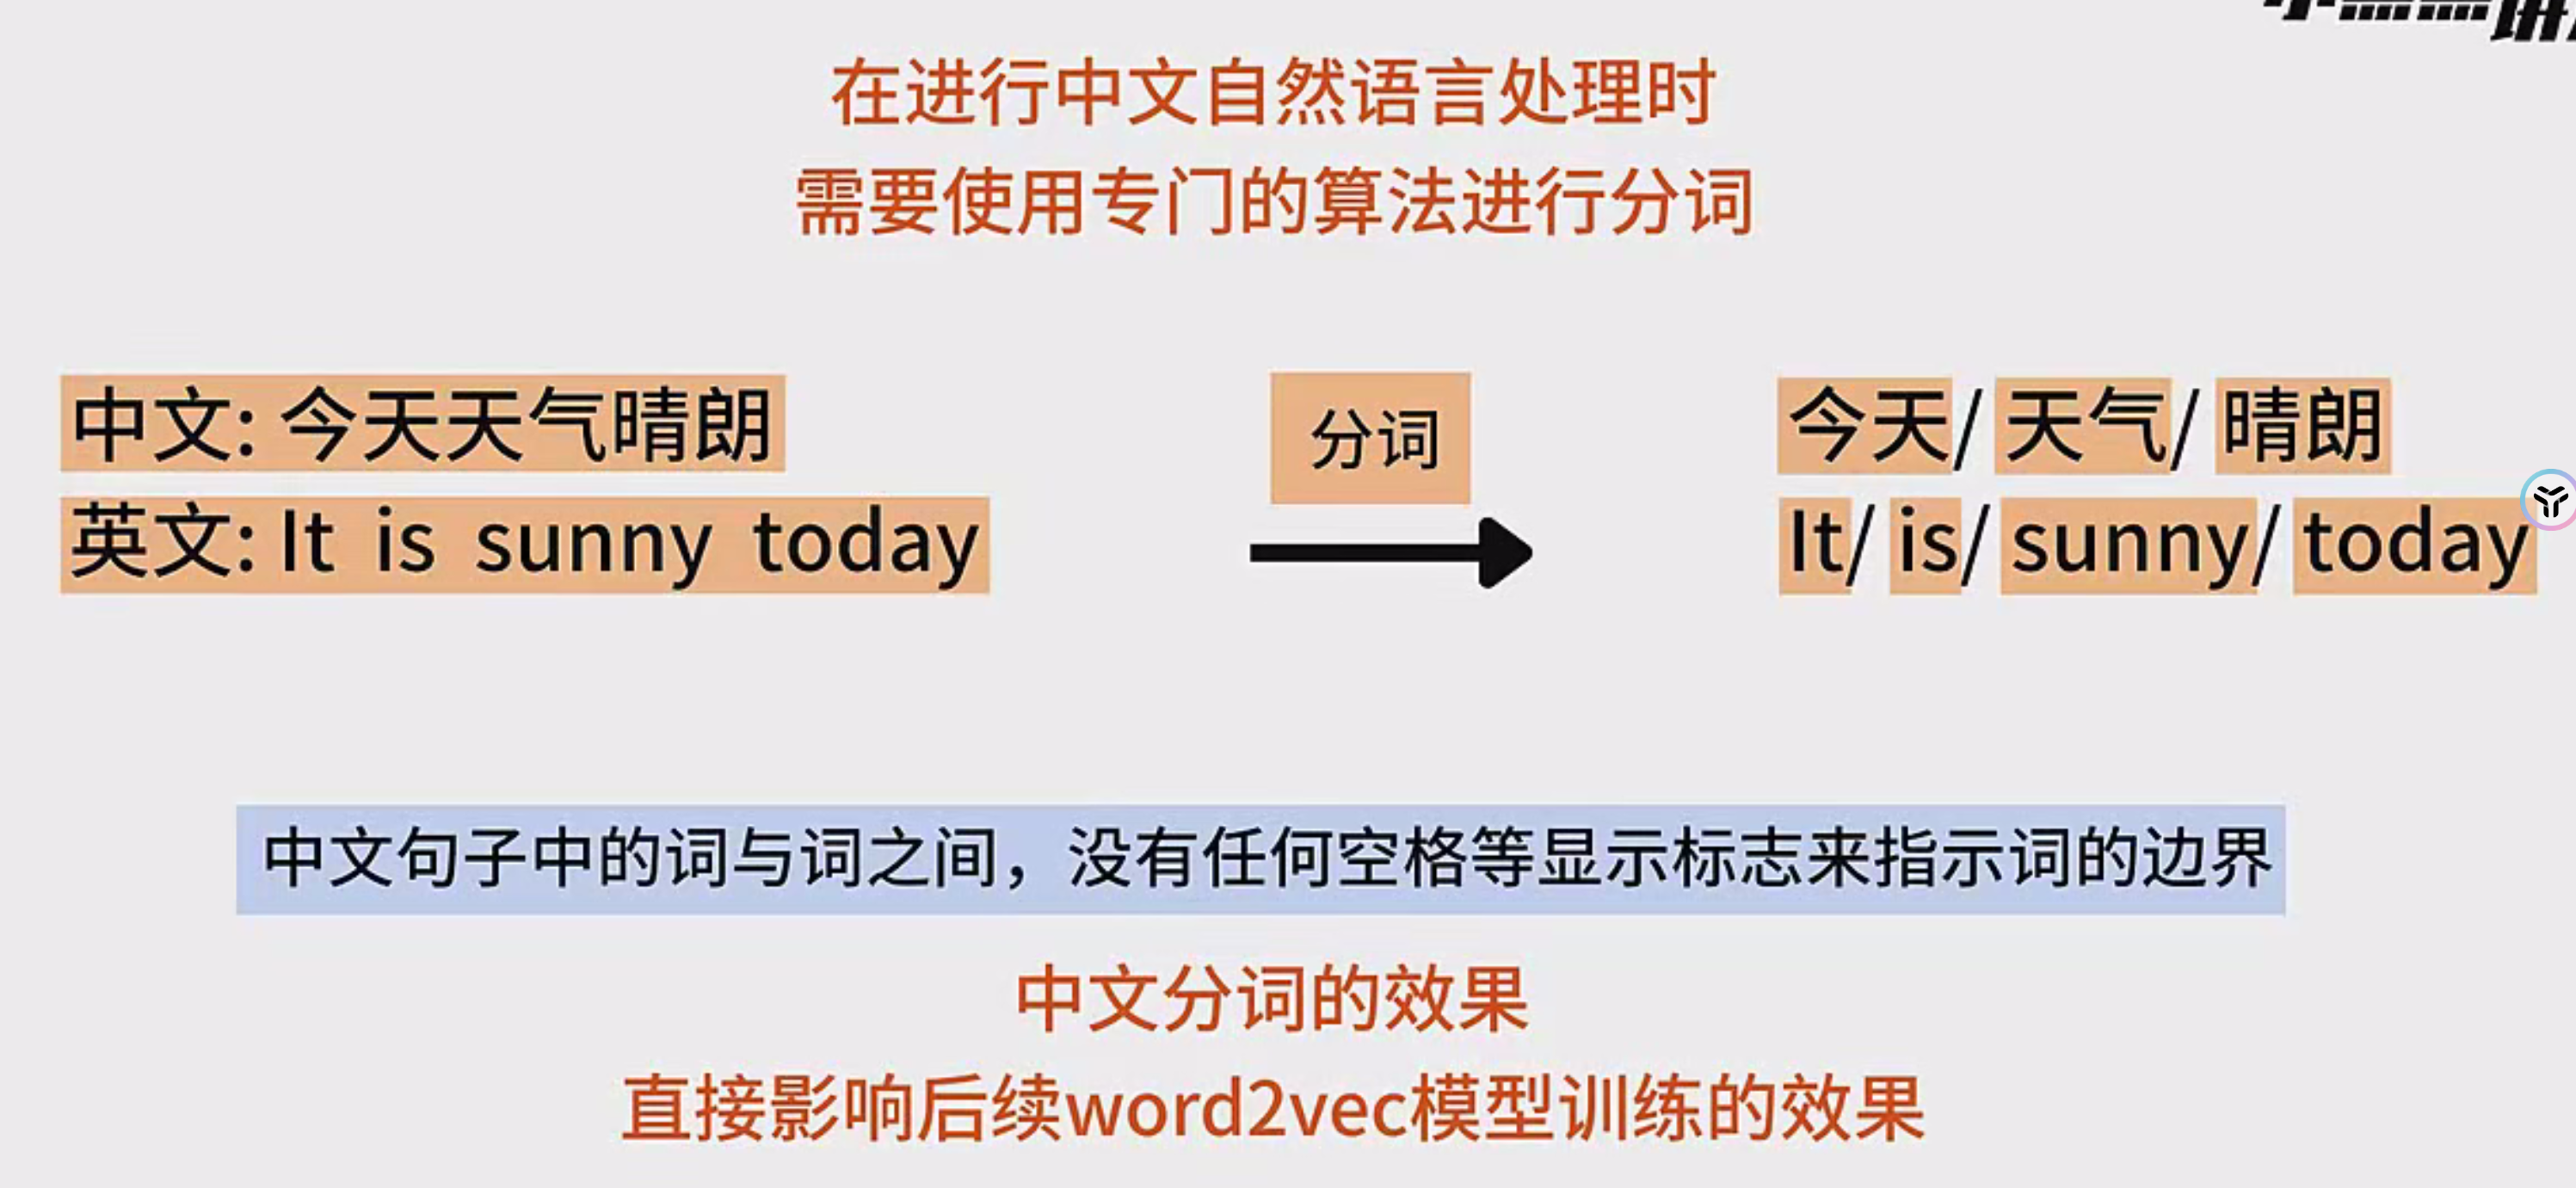 在进行中文自然语言处理时
需要使用专门的算法进行分词
中文: 今天天气晴朗
英文: It is sunny today
分词
今天/ 天气/ 晴朗
It/ is/ sunny/ today
中文句子中的词与词之间，没有任何空格等显示标志来指示词的边界
中文分词的效果
直接影响后续word2vec模型训练的效果